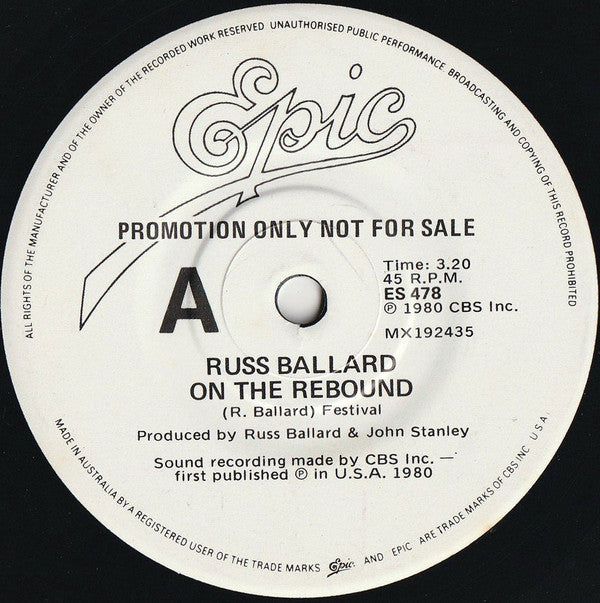 ALL RIGHTS OF THE MANUFACTURER AND OF THE OWNER OF THE RECORDED WORK RESERVED UNAUTHORISED PUBLIC PERFORMANCE BROADCASTING AND COPYING OF THIS RECORD PROHIBITED
Epic
PROMOTION ONLY NOT FOR SALE
A
Time: 3.20
45 R.P.M.
ES 478
℗ 1980 CBS Inc.
MX192435
RUSS BALLARD
ON THE REBOUND
(R. Ballard) Festival
Produced by Russ Ballard & John Stanley
Sound recording made by CBS Inc. —
first published ℗ in U.S.A. 1980
MADE IN AUSTRALIA BY A REGISTERED USER OF THE TRADE MARKS Epic AND EPIC ARE TRADE MARKS OF CBS INC U S A.